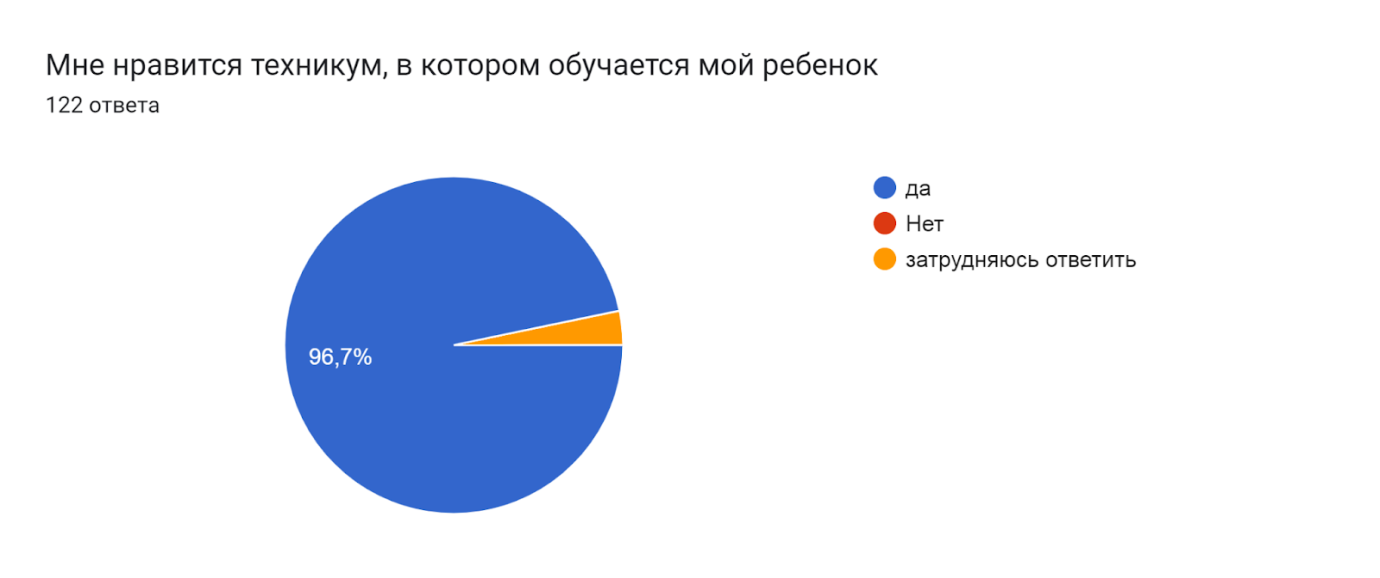 Мне нравится техникум, в котором обучается мой ребенок
122 ответа
да
Нет
затрудняюсь ответить
96,7%